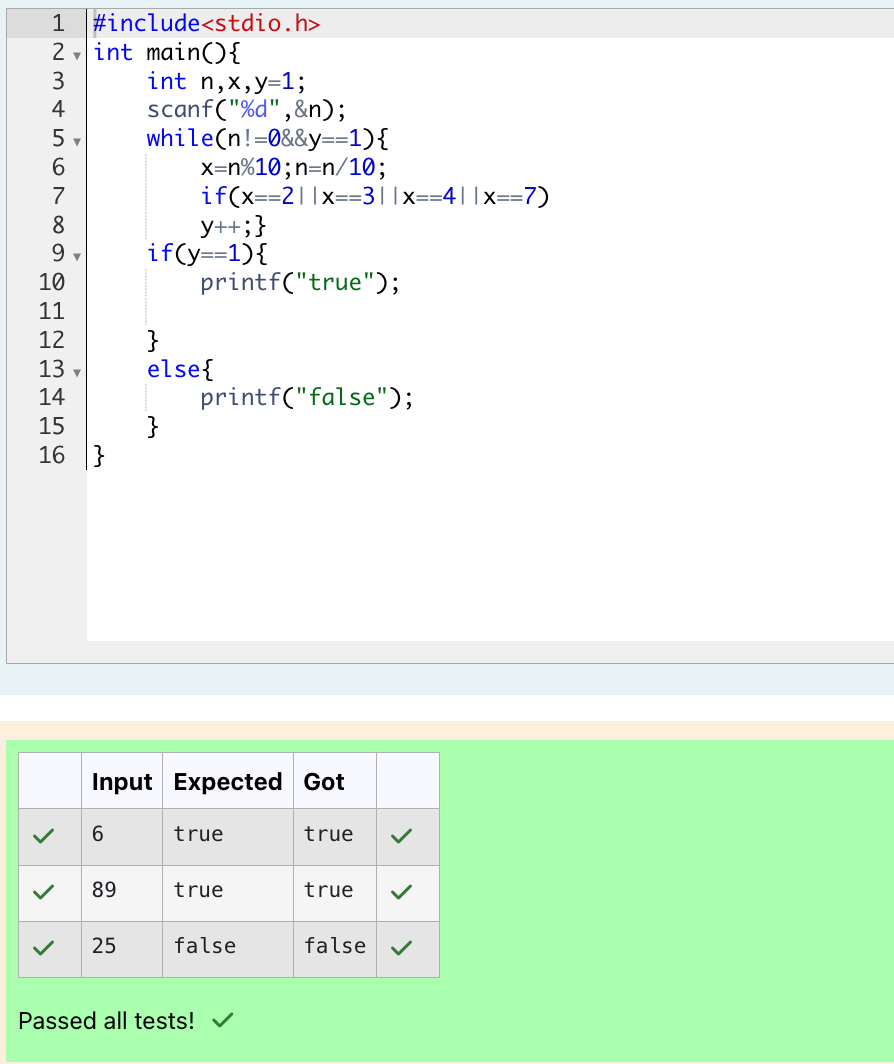 1 #include<stdio.h>
2 int main(){
3     int n,x,y=1;
4     scanf("%d",&n);
5     while(n!=0&&y==1){
6         x=n%10;n=n/10;
7         if(x==2||x==3||x==4||x==7)
8         y++;}
9     if(y==1){
10         printf("true");
11
12     }
13     else{
14         printf("false");
15     }
16 }
Input Expected Got
6 true true
89 true true
25 false false
Passed all tests!